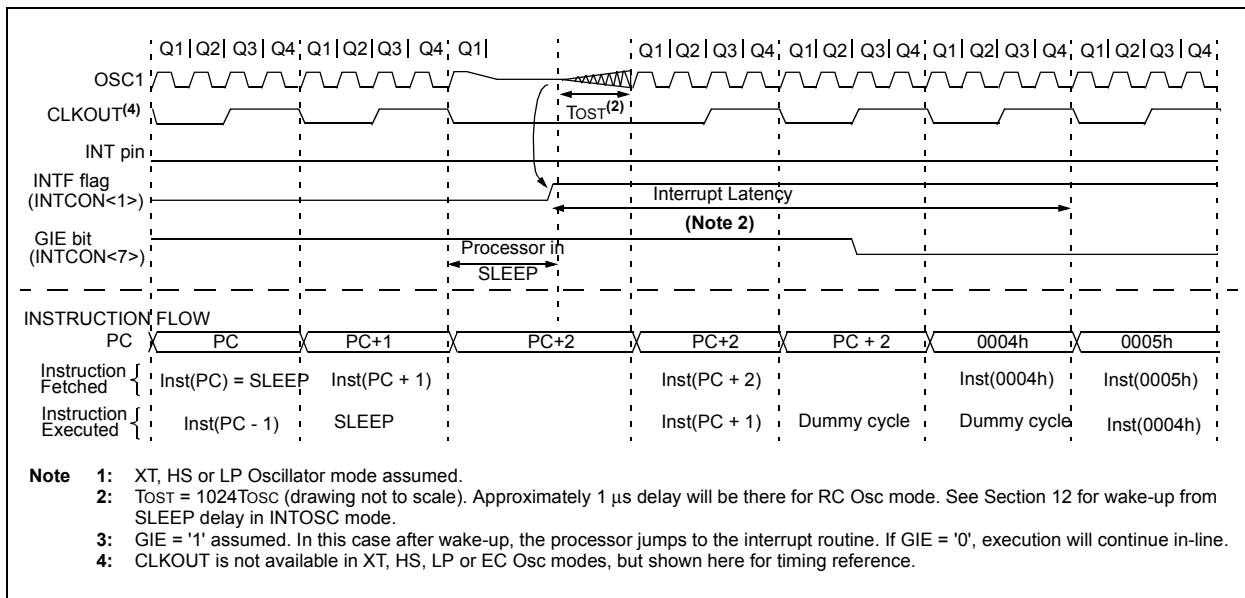 Q1 Q2 Q3 Q4 Q1 Q2 Q3 Q4 Q1 Q1 Q2 Q3 Q4 Q1 Q2 Q3 Q4 Q1 Q2 Q3 Q4 Q1 Q2 Q3 Q4
OSC1
TOST(2)
CLKOUT(4)
INT pin
INTF flag
(INTCON<1>)
Interrupt Latency
(Note 2)
GIE bit
(INTCON<7>)
Processor in
SLEEP
INSTRUCTION FLOW
PC PC PC+1 PC+2 PC+2 PC + 2 0004h 0005h
Instruction
Fetched { Inst(PC) = SLEEP Inst(PC + 1) Inst(PC + 2) Inst(0004h) Inst(0005h)
Instruction
Executed { Inst(PC - 1) SLEEP Inst(PC + 1) Dummy cycle Dummy cycle Inst(0004h)
Note 1: XT, HS or LP Oscillator mode assumed.
2: TOST = 1024TOSC (drawing not to scale). Approximately 1 µs delay will be there for RC Osc mode. See Section 12 for wake-up from
SLEEP delay in INTOSC mode.
3: GIE = '1' assumed. In this case after wake-up, the processor jumps to the interrupt routine. If GIE = '0', execution will continue in-line.
4: CLKOUT is not available in XT, HS, LP or EC Osc modes, but shown here for timing reference.